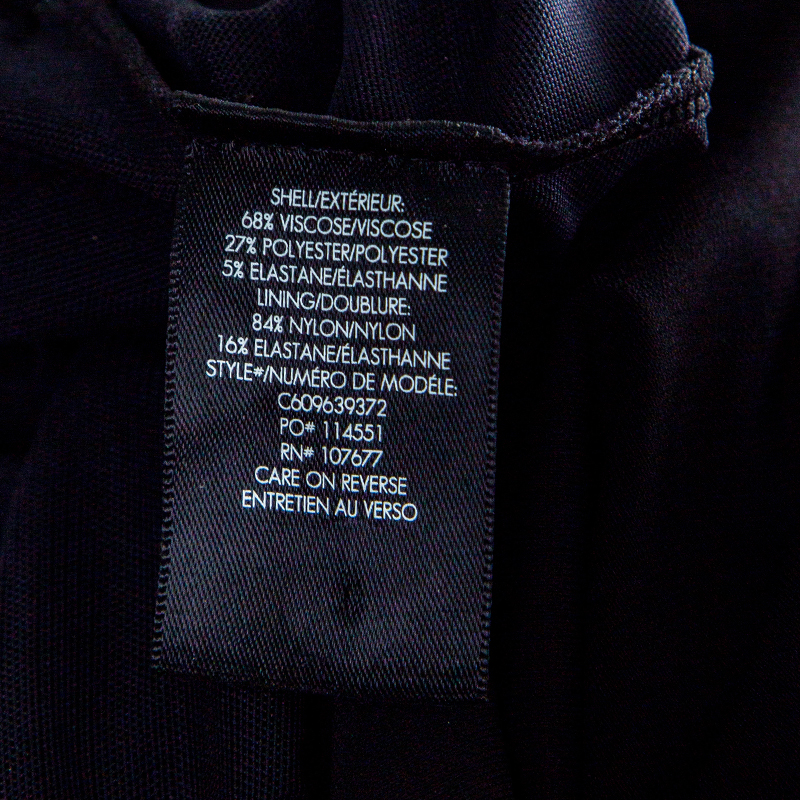 SHELL/EXTÉRIEUR:
68% VISCOSE/VISCOSE
27% POLYESTER/POLYESTER
5% ELASTANE/ÉLASTHANNE
LINING/DOUBLURE:
84% NYLON/NYLON
16% ELASTANE/ÉLASTHANNE
STYLE#/NUMÉRO DE MODÉLE:
C609639372
PO# 114551
RN# 107677
CARE ON REVERSE
ENTRETIEN AU VERSO